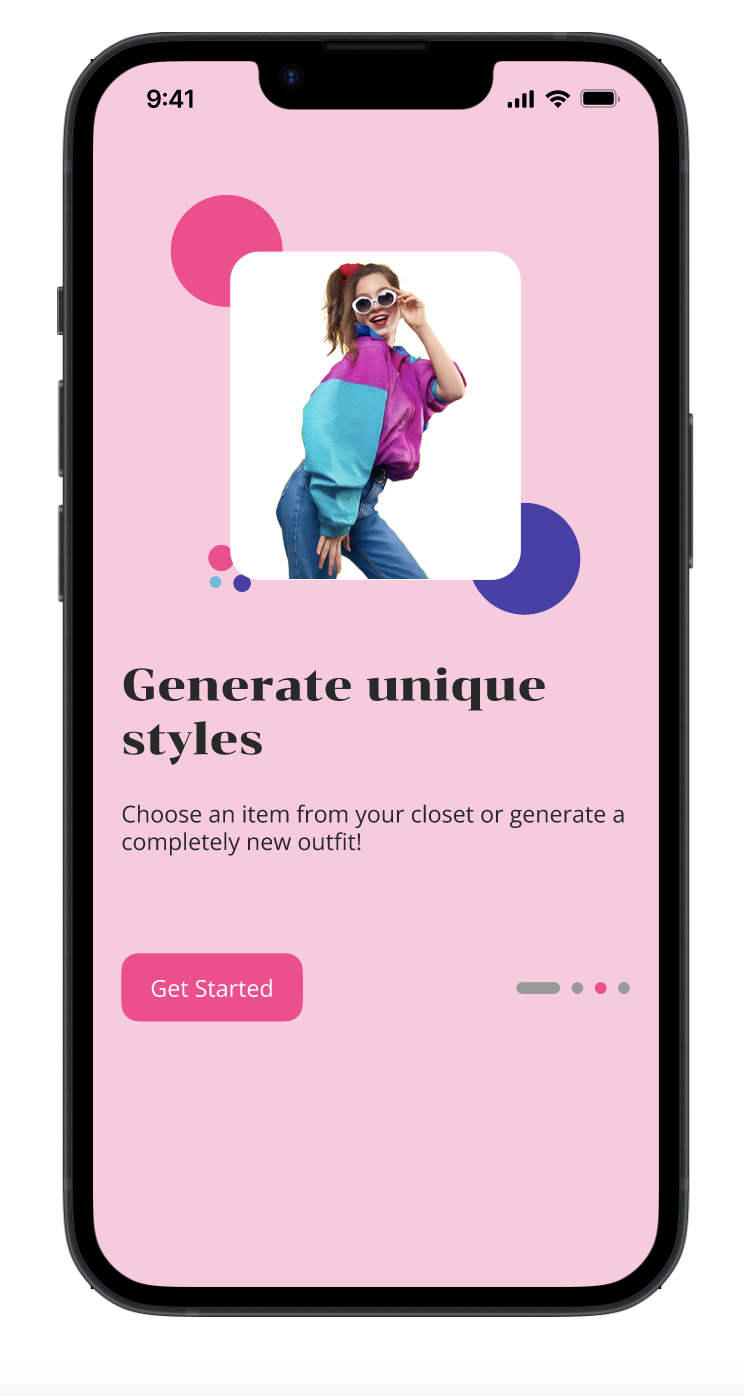 9:41
Generate unique
styles
Choose an item from your closet or generate a
completely new outfit!
Get Started